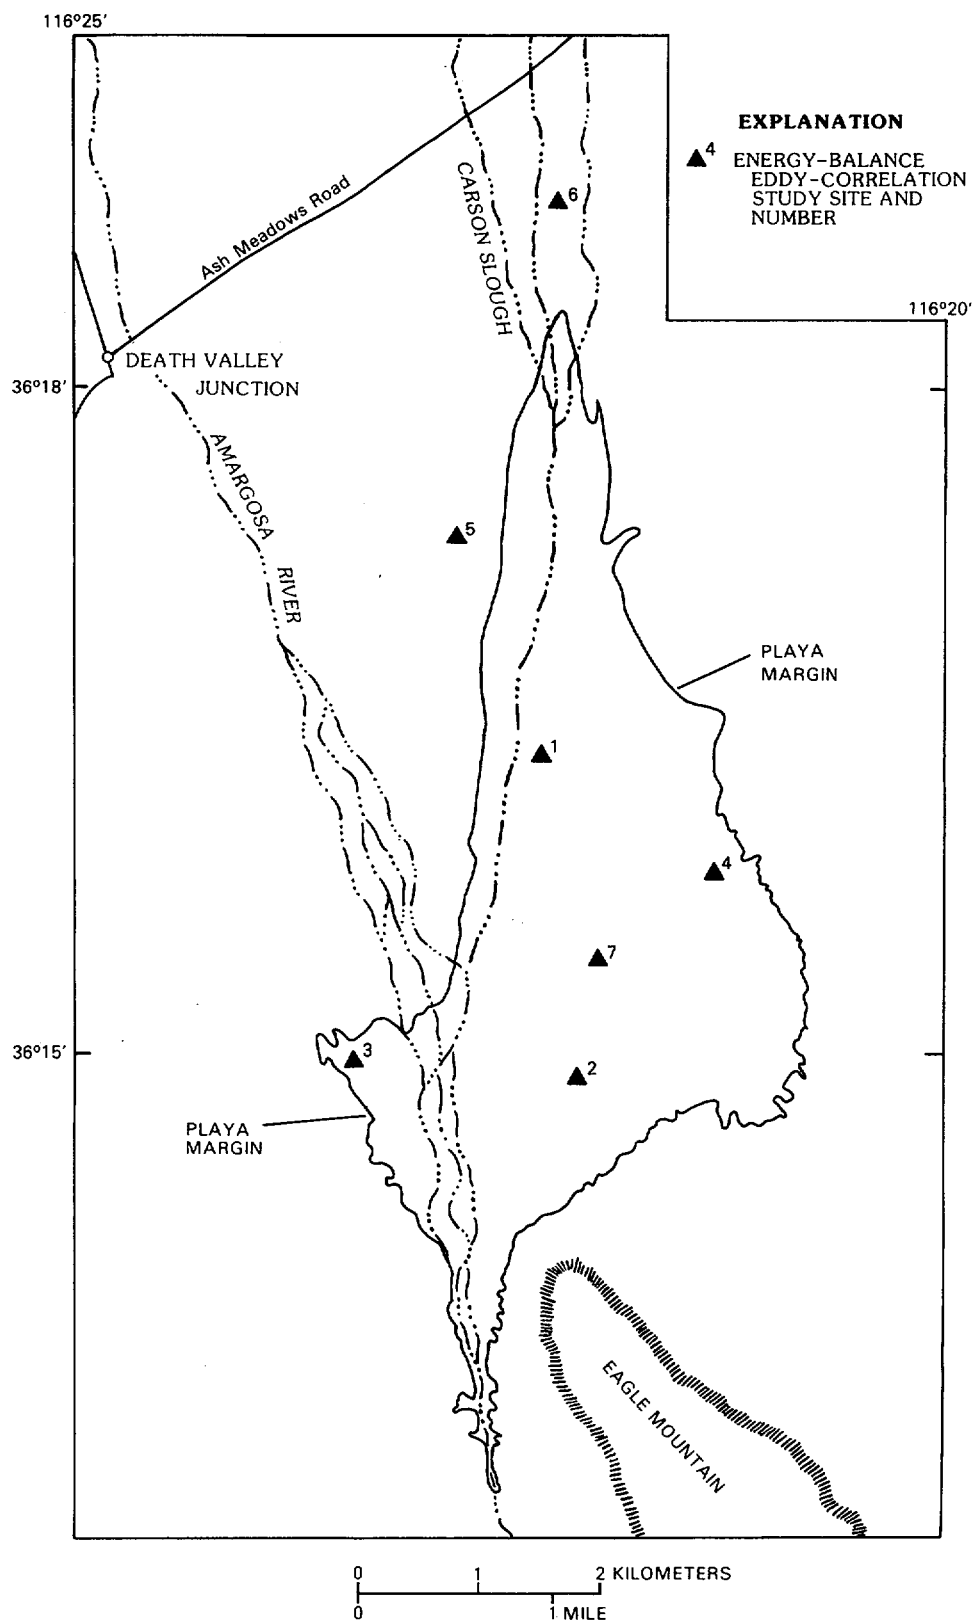 116°25'
EXPLANATION
4
ENERGY-BALANCE
EDDY-CORRELATION
STUDY SITE AND
NUMBER
CARSON SLOUGH
6
Ash Meadows Road
116°20'
DEATH VALLEY
JUNCTION
36°18'
AMARGOSA
RIVER
5
PLAYA
MARGIN
1
4
7
36°15'
3
2
PLAYA
MARGIN
EAGLE MOUNTAIN
0 1 2 KILOMETERS
0 1 MILE